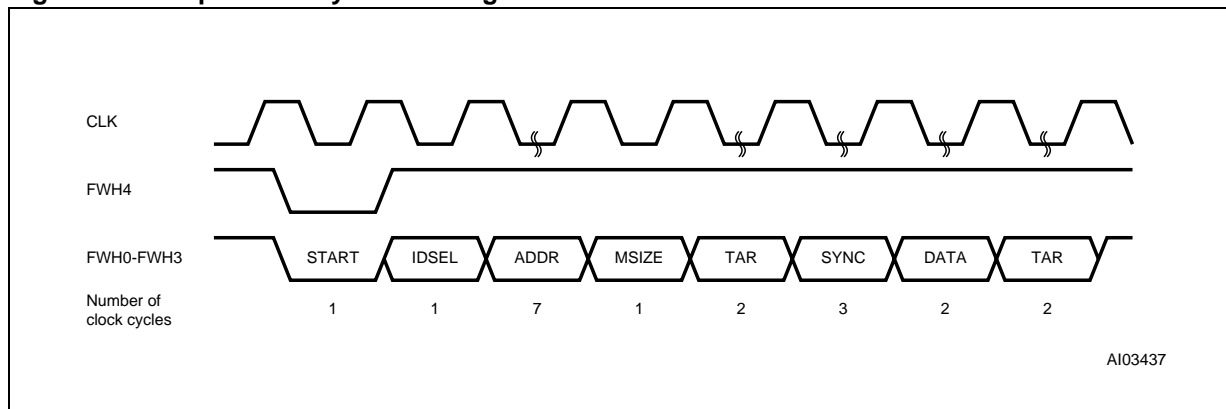 CLK
FWH4
FWH0-FWH3 START IDSEL ADDR MSIZE TAR SYNC DATA TAR
Number of
clock cycles 1 1 7 1 2 3 2 2
AI03437